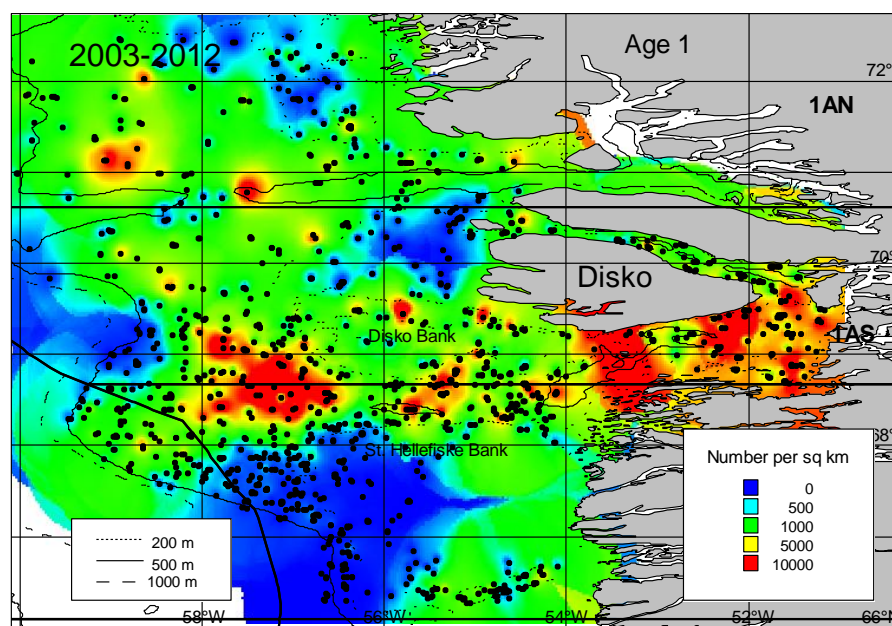 2003-2012
Age 1
72°
1AN
70°
Disko
Disko Bank
1AS
68°
St. Hellefiske Bank
Number per sq km
0
500
1000
5000
10000
200 m
500 m
1000 m
58°W
56°W
54°W
52°W
66°N